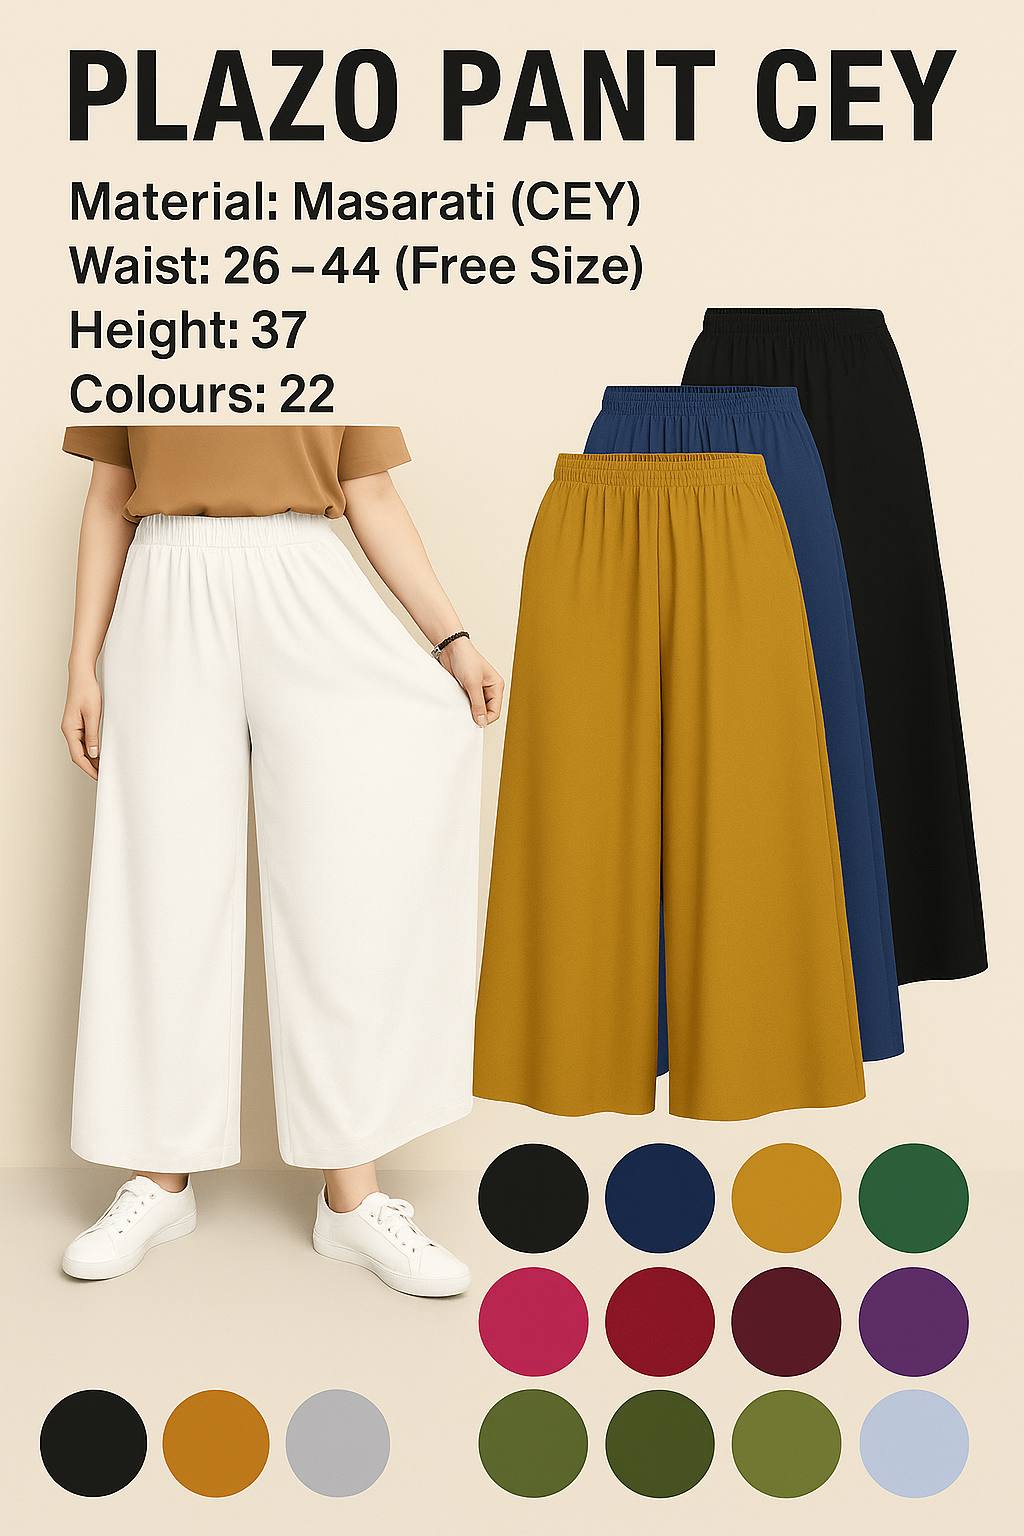 PLAZO PANT CEY
Material: Masarati (CEY)
Waist: 26 – 44 (Free Size)
Height: 37
Colours: 22